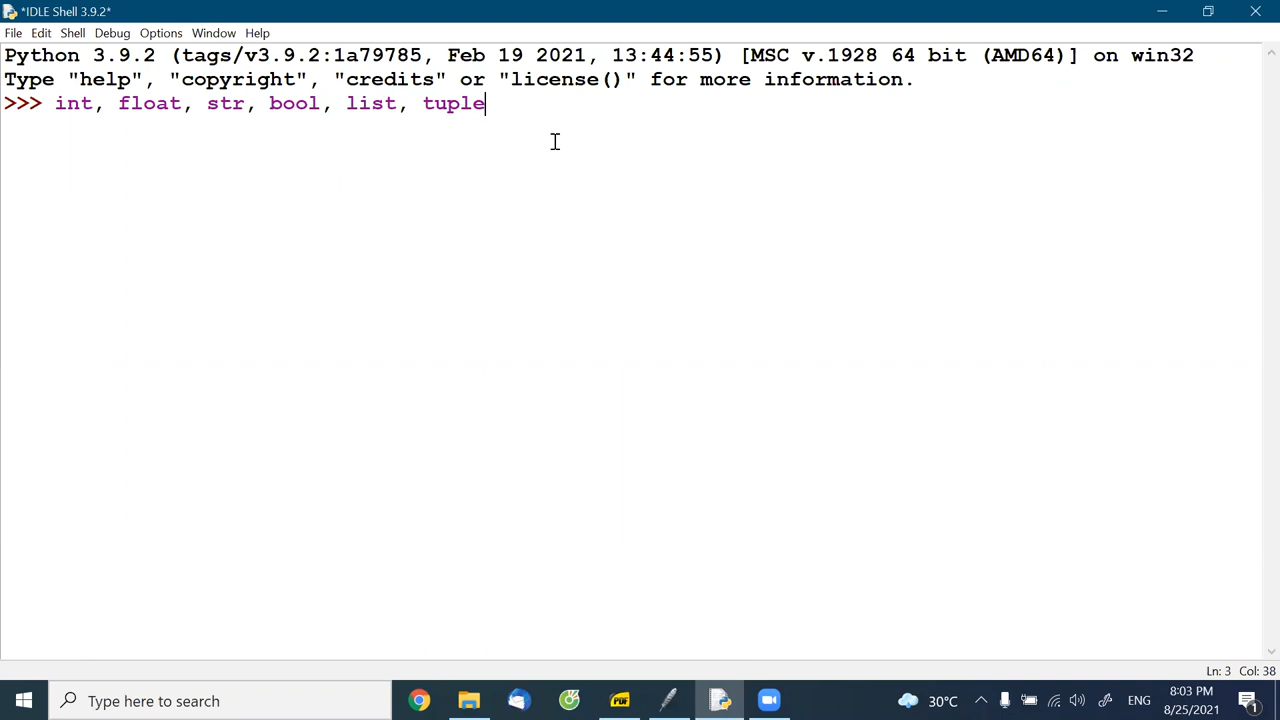 *IDLE Shell 3.9.2*
File Edit Shell Debug Options Window Help
Python 3.9.2 (tags/v3.9.2:1a79785, Feb 19 2021, 13:44:55) [MSC v.1928 64 bit (AMD64)] on win32
Type "help", "copyright", "credits" or "license()" for more information.
>>> int, float, str, bool, list, tuple
Ln: 3 Col: 38
Type here to search
PDF
30°C
ENG
8:03 PM
8/25/2021
1